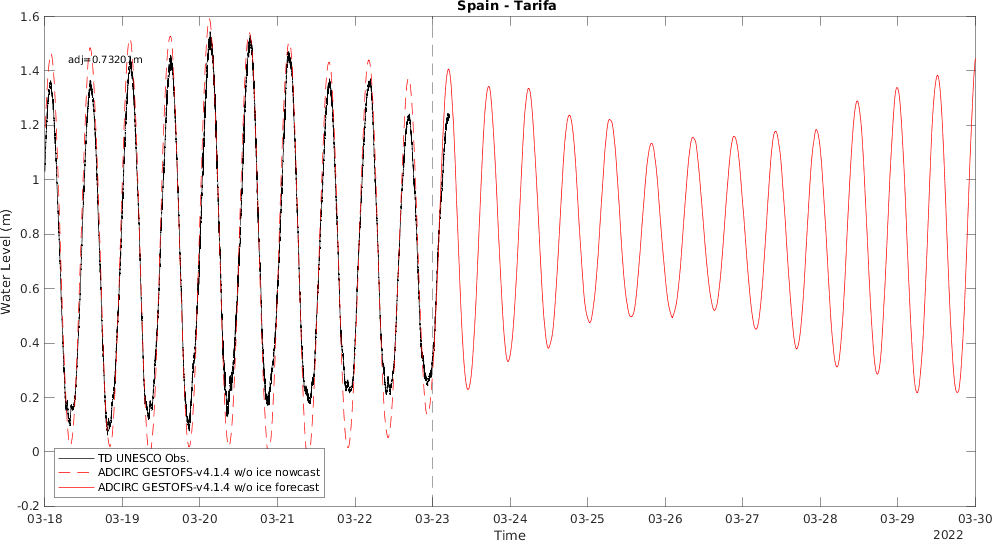 Spain - Tarifa
adj=0.73201m
Water Level (m)
1.6
1.4
1.2
1
0.8
0.6
0.4
0.2
0
-0.2
TD UNESCO Obs.
ADCIRC GESTOFS-v4.1.4 w/o ice nowcast
ADCIRC GESTOFS-v4.1.4 w/o ice forecast
03-18 03-19 03-20 03-21 03-22 03-23 03-24 03-25 03-26 03-27 03-28 03-29 03-30
Time
2022